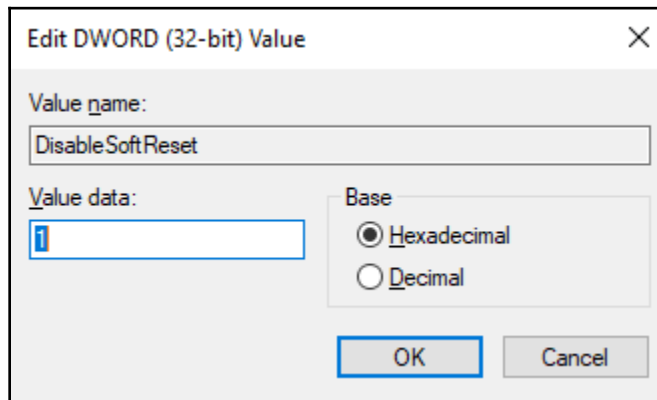 Edit DWORD (32-bit) Value
Value name:
DisableSoftReset
Value data:
1
Base
Hexadecimal
Decimal
OK
Cancel